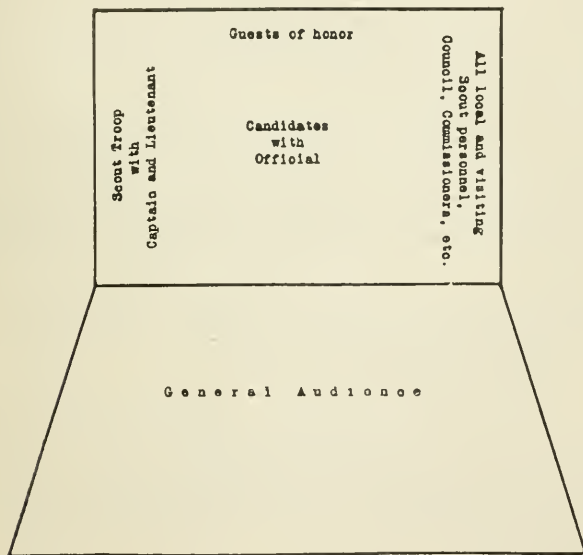 Guests of honor
Scout Troop
with
Captain and Lieutenant
Candidates
with
Official
All local and visiting
Scout personnel,
Council, Commissioners, etc.
General Audience